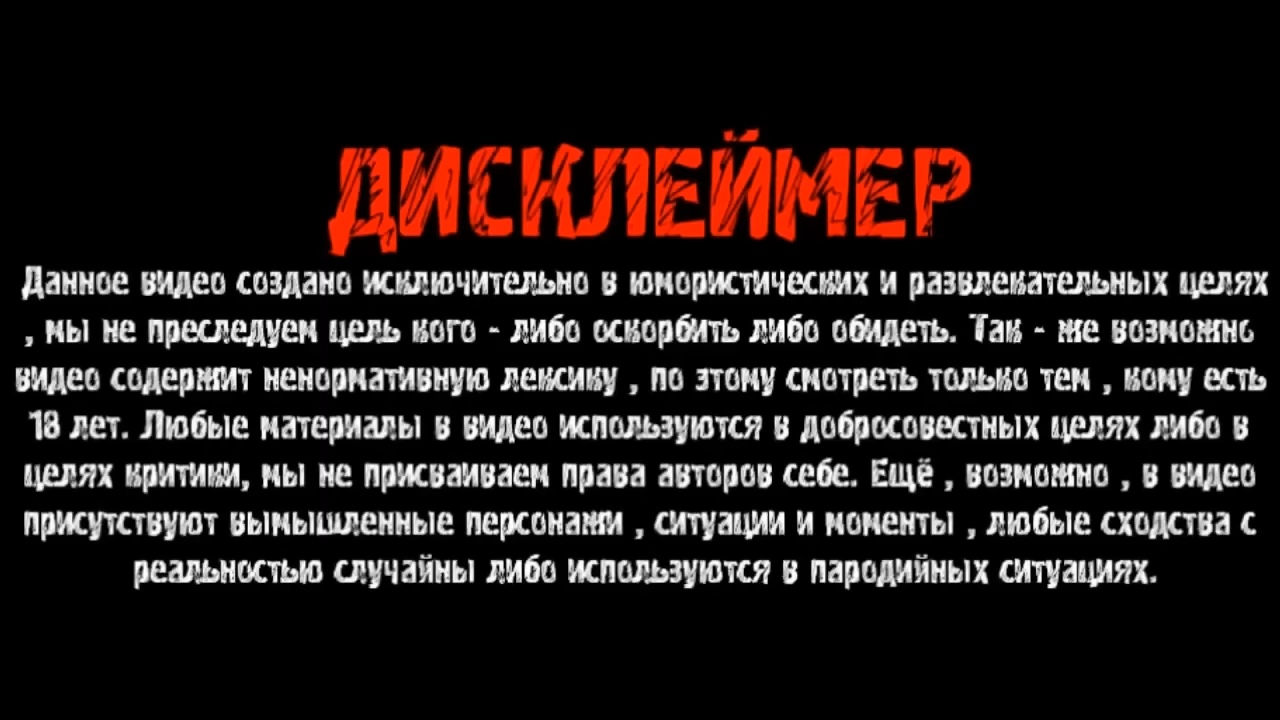 ДИСКЛЕЙМЕР
Данное видео создано исключительно в юмористических и развлекательных целях
, мы не преследуем цель кого - либо оскорбить либо обидеть. Так - же возможно
видео содержит ненормативную лексику , по этому смотреть только тем , кому есть
18 лет. Любые материалы в видео используются в добросовестных целях либо в
целях критики, мы не присваиваем права авторов себе. Ещё , возможно , в видео
присутствуют вымышленные персонажи , ситуации и моменты , любые сходства с
реальностью случайны либо используются в пародийных ситуациях.